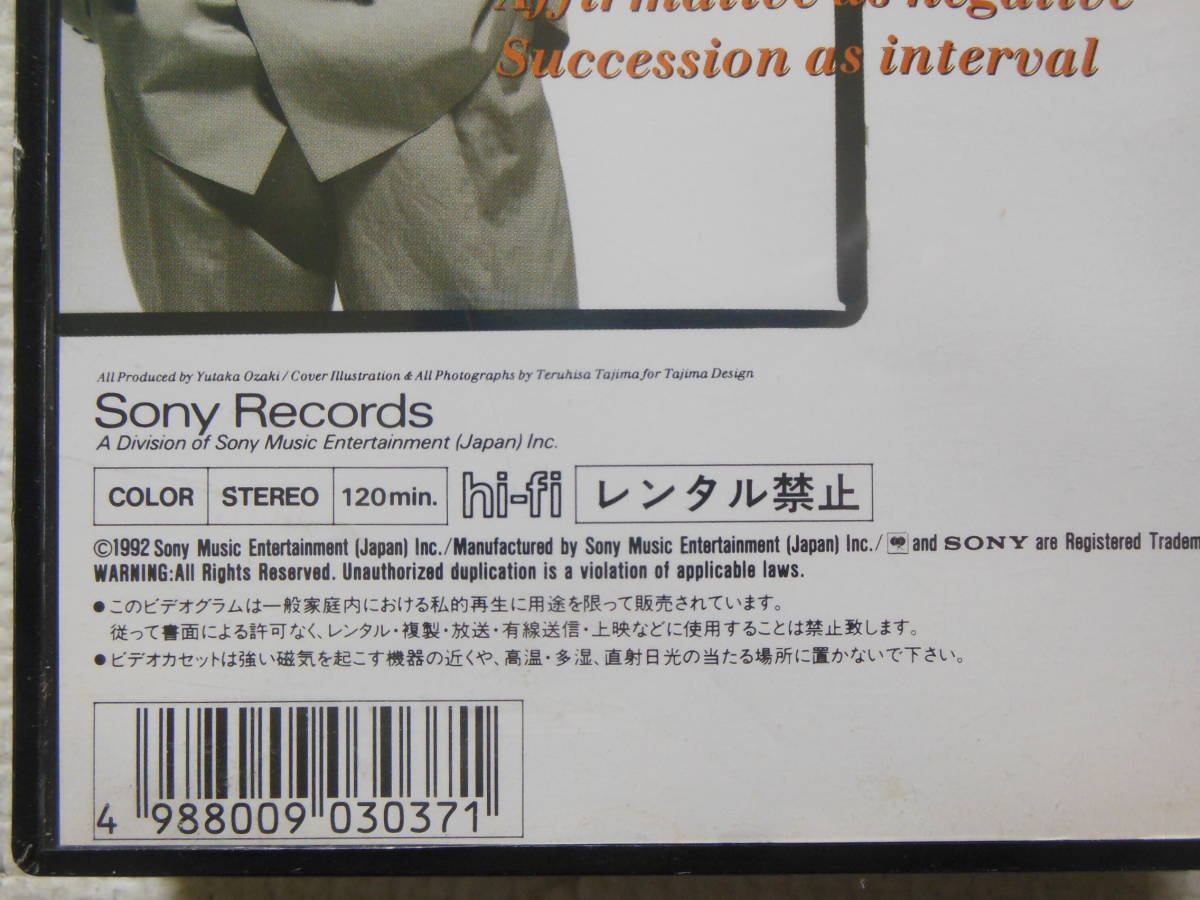 Affirmative as negative
Succession as interval
All Produced by Yutaka Ozaki / Cover Illustration & All Photographs by Teruhisa Tajima for Tajima Design
Sony Records
A Division of Sony Music Entertainment (Japan) Inc.
COLOR STEREO 120min. hi-fi レンタル禁止
©1992 Sony Music Entertainment (Japan) Inc./Manufactured by Sony Music Entertainment (Japan) Inc./ and SONY are Registered Tradem
WARNING:All Rights Reserved. Unauthorized duplication is a violation of applicable laws.
●このビデオグラムは一般家庭内における私的再生に用途を限って販売されています。
従って書面による許可なく、レンタル・複製・放送・有線送信・上映などに使用することは禁止致します。
●ビデオカセットは強い磁気を起こす機器の近くや、高温・多湿、直射日光の当たる場所に置かないで下さい。
4 988009 030371